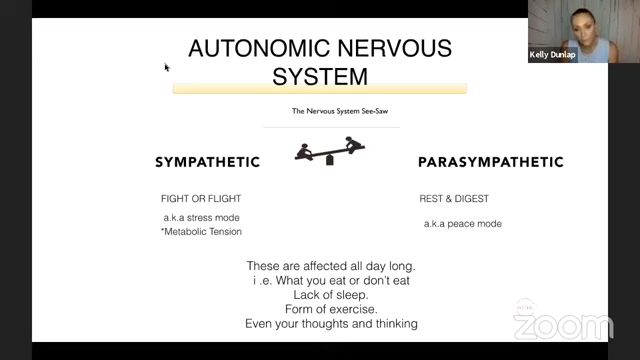 AUTONOMIC NERVOUS
SYSTEM
Kelly Dunlap
The Nervous System See-Saw
SYMPATHETIC
PARASYMPATHETIC
FIGHT OR FLIGHT
a.k.a stress mode
*Metabolic Tension
REST & DIGEST
a.k.a peace mode
These are affected all day long.
i .e. What you eat or don't eat
Lack of sleep.
Form of exercise.
Even your thoughts and thinking
zoom